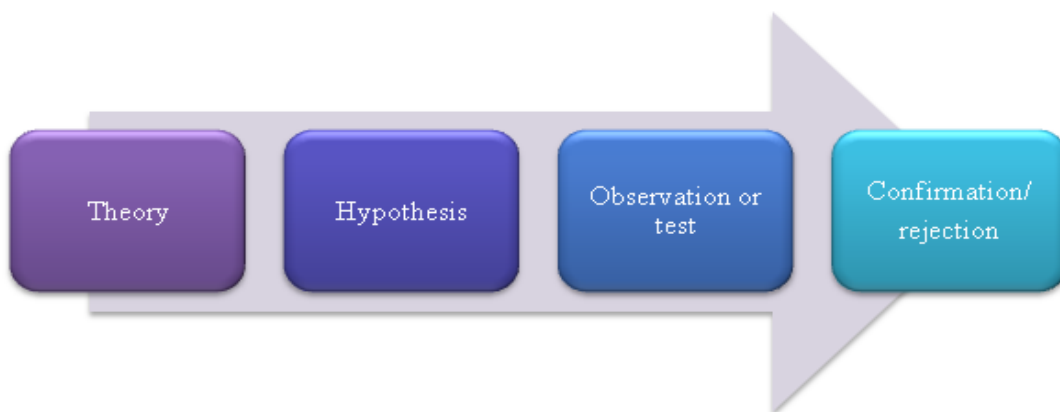 Theory
Hypothesis
Observation or
test
Confirmation/
rejection